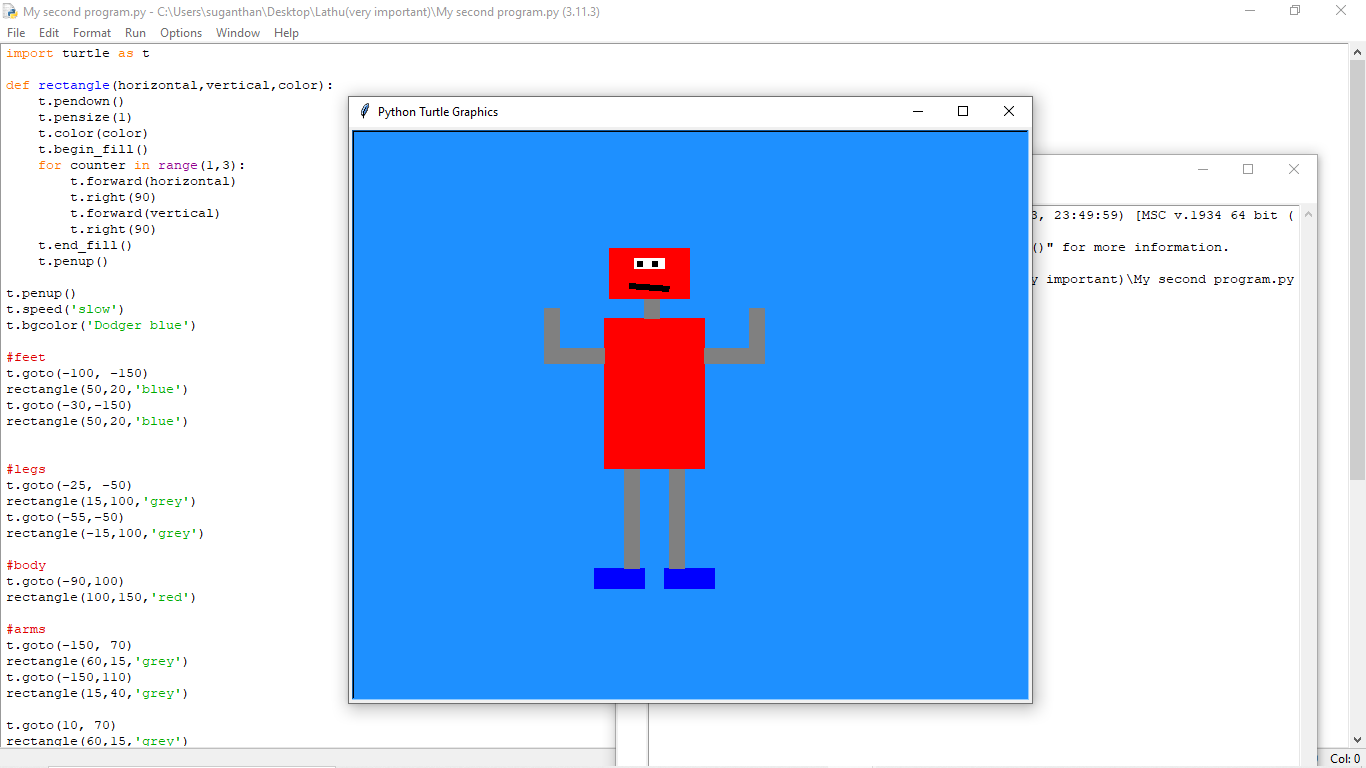 My second program.py - C:\Users\suganthan\Desktop\Lathu(very important)\My second program.py (3.11.3)
File Edit Format Run Options Window Help
import turtle as t
def rectangle(horizontal,vertical,color):
    t.pendown()
    t.pensize(1)
    t.color(color)
    t.begin_fill()
    for counter in range(1,3):
        t.forward(horizontal)
        t.right(90)
        t.forward(vertical)
        t.right(90)
    t.end_fill()
    t.penup()
t.penup()
t.speed('slow')
t.bgcolor('Dodger blue')
#feet
t.goto(-100, -150)
rectangle(50,20,'blue')
t.goto(-30,-150)
rectangle(50,20,'blue')
#legs
t.goto(-25, -50)
rectangle(15,100,'grey')
t.goto(-55,-50)
rectangle(-15,100,'grey')
#body
t.goto(-90,100)
rectangle(100,150,'red')
#arms
t.goto(-150, 70)
rectangle(60,15,'grey')
t.goto(-150,110)
rectangle(15,40,'grey')
t.goto(10, 70)
rectangle(60,15,'grey')
Python Turtle Graphics
3, 23:49:59) [MSC v.1934 64 bit (
()" for more information.
y important)\My second program.py
Col: 0